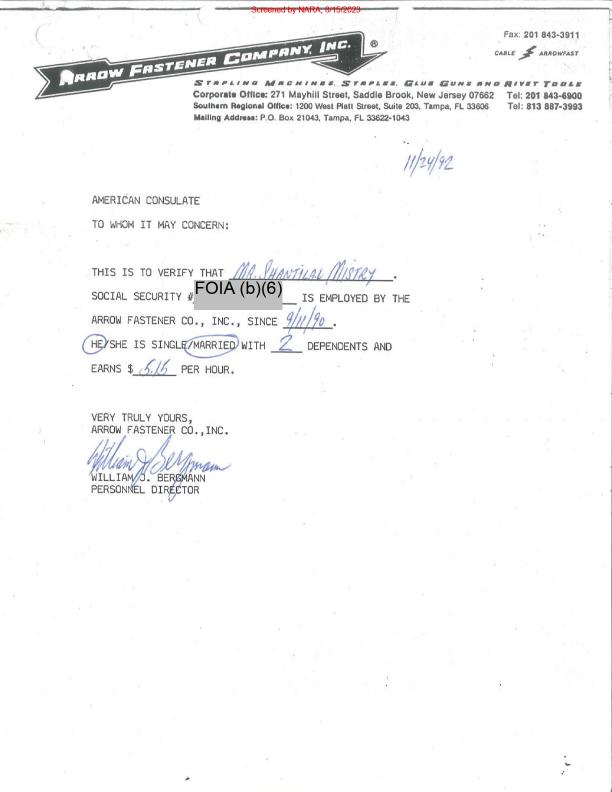 Screened by NARA, 8/15/2023
ARROW FASTENER COMPANY, INC. ®
Fax: 201 843-3911
CABLE ARROWFAST
STAPLING MACHINES, STAPLES, GLUE GUNS AND RIVET TOOLS
Corporate Office: 271 Mayhill Street, Saddle Brook, New Jersey 07662 Tel: 201 843-6900
Southern Regional Office: 1200 West Platt Street, Suite 203, Tampa, FL 33606 Tel: 813 887-3993
Mailing Address: P.O. Box 21043, Tampa, FL 33622-1043
11/24/92
AMERICAN CONSULATE
TO WHOM IT MAY CONCERN:
THIS IS TO VERIFY THAT MR. SHANTILAL MISTRY.
SOCIAL SECURITY # FOIA (b)(6) IS EMPLOYED BY THE
ARROW FASTENER CO., INC., SINCE 9/11/90.
HE/SHE IS SINGLE/MARRIED WITH 2 DEPENDENTS AND
EARNS $ 5.15 PER HOUR.
VERY TRULY YOURS,
ARROW FASTENER CO.,INC.
William J. Bergmann
WILLIAM J. BERGMANN
PERSONNEL DIRECTOR